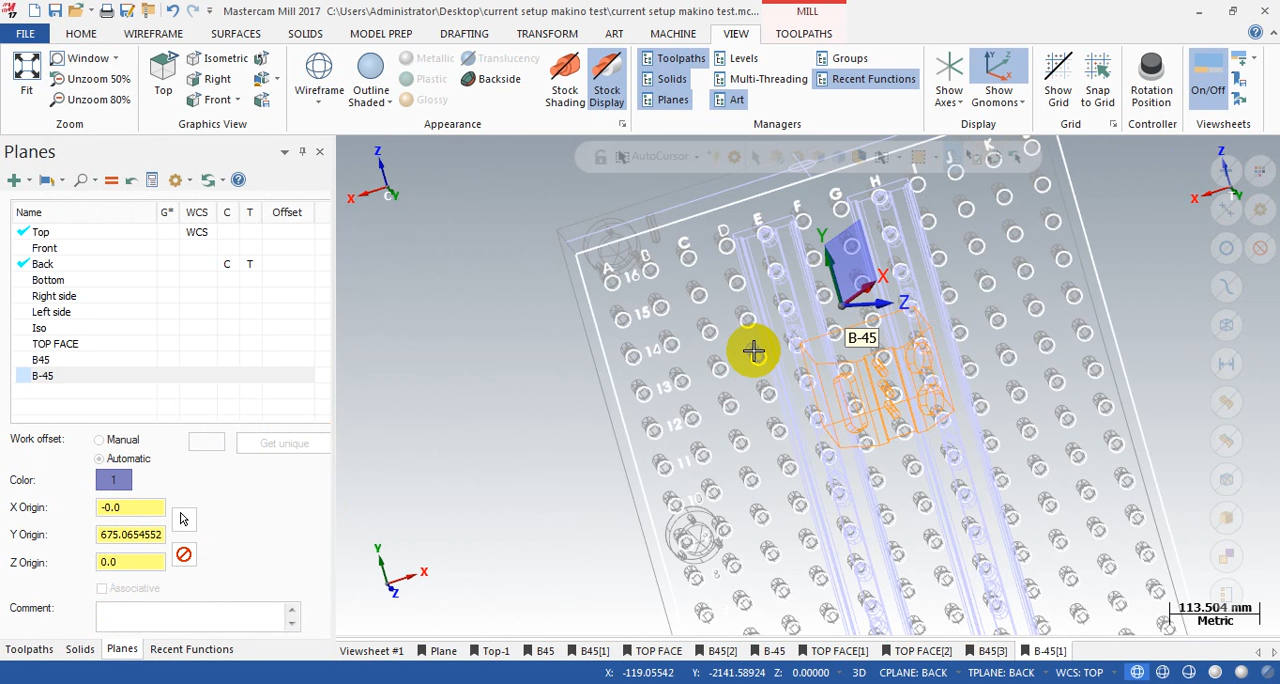 Mastercam Mill 2017 C:\Users\Administrator\Desktop\current setup makino test\current setup makino test.mc...
MILL
FILE HOME WIREFRAME SURFACES SOLIDS MODEL PREP DRAFTING TRANSFORM ART MACHINE VIEW TOOLPATHS
Fit
Window
Unzoom 50%
Unzoom 80%
Zoom
Top
Isometric
Right
Front
Graphics View
Wireframe
Outline Shaded
Metallic
Plastic
Glossy
Translucency
Backside
Stock Shading
Stock Display
Appearance
Toolpaths
Solids
Planes
Levels
Multi-Threading
Art
Groups
Recent Functions
Managers
Show Axes
Show Gnomons
Display
Show Grid
Snap to Grid
Grid
Rotation Position
Controller
On/Off
Viewsheets
Planes
Name G* WCS C T Offset
Top WCS
Front
Back C T
Bottom
Right side
Left side
Iso
TOP FACE
B45
B-45
Work offset: Manual Get unique
Automatic
Color: 1
X Origin: -0.0
Y Origin: 675.0654552
Z Origin: 0.0
Associative
Comment:
Toolpaths Solids Planes Recent Functions
AutoCursor
Z
X Y
C
Z
X Y
T
A B C D E F G H I J K
16
15
14
13
12
11
10
8
Y
X
Z
B-45
Y
X
Z
113.504 mm
Metric
Viewsheet #1 Plane Top-1 B45 B45[1] TOP FACE B45[2] B-45 TOP FACE[1] TOP FACE[2] B45[3] B-45[1]
X: -119.05542 Y: -2141.58924 Z: 0.00000 3D CPLANE: BACK TPLANE: BACK WCS: TOP